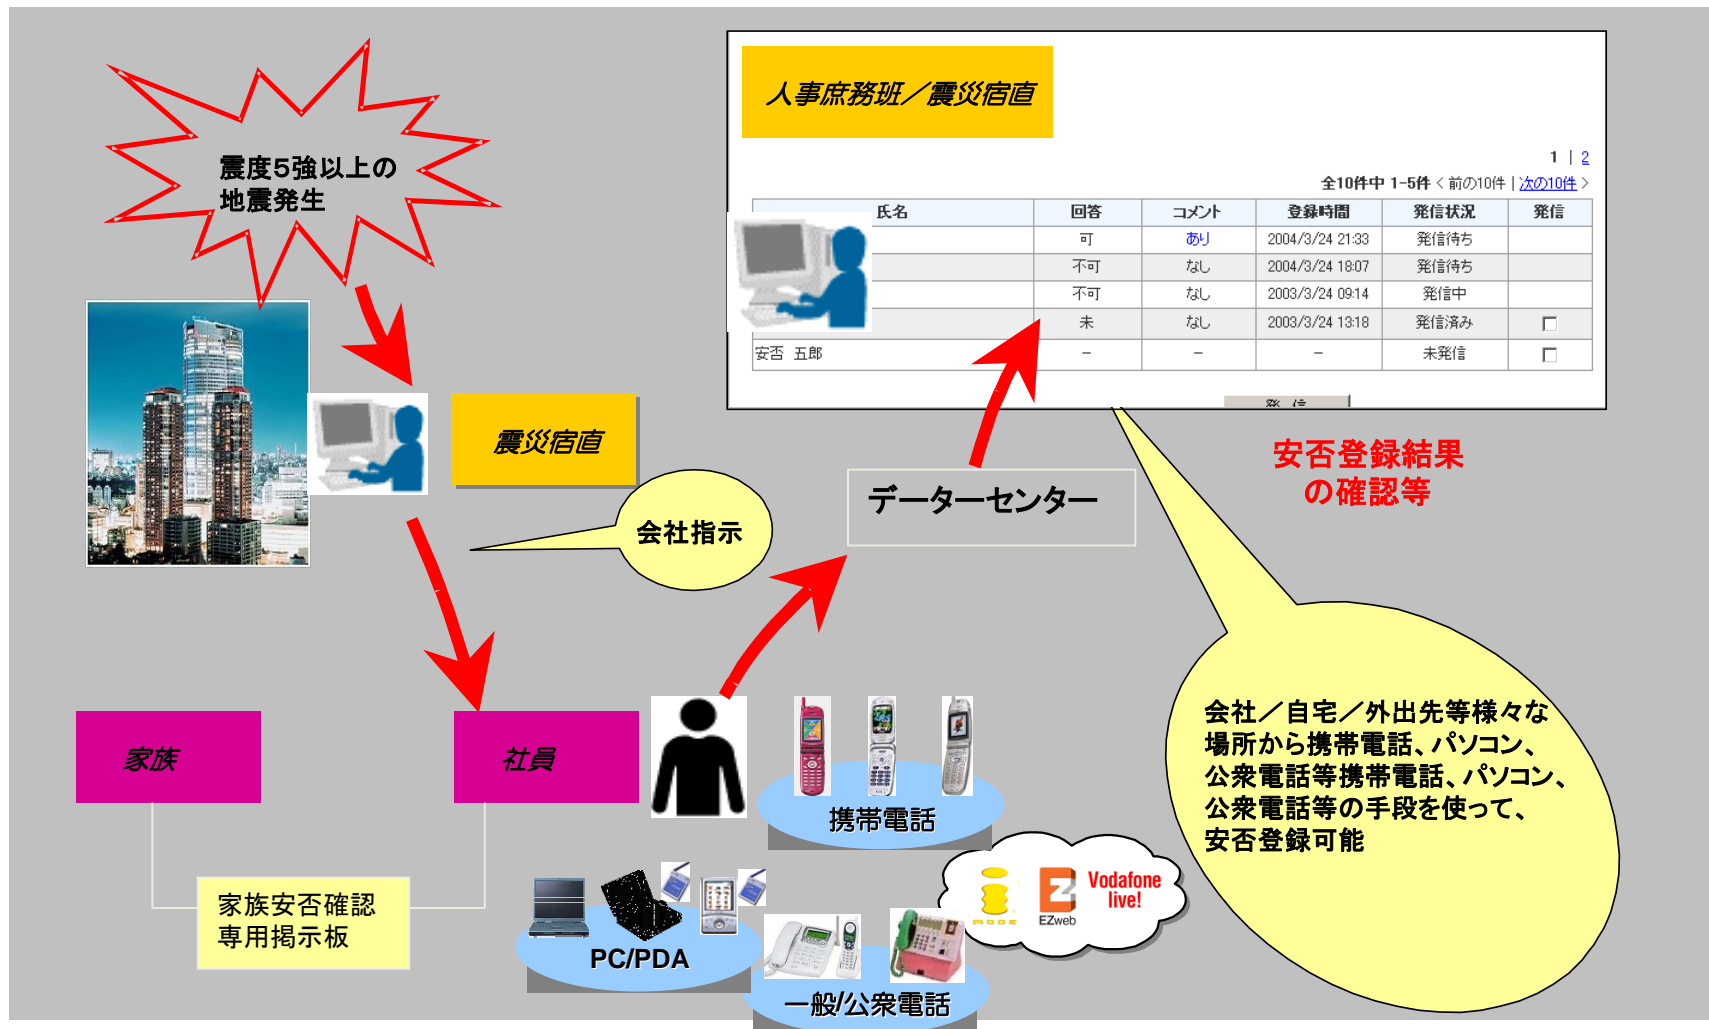 震度5強以上の
地震発生
人事庶務班／震災宿直
1 | 2
全10件中 1-5件 < 前の10件 | 次の10件 >
氏名 回答 コメント 登録時間 発信状況 発信
可 あり 2004/3/24 21:33 発信待ち
不可 なし 2004/3/24 18:07 発信待ち
不可 なし 2003/3/24 09:14 発信中
未 なし 2003/3/24 13:18 発信済み
安否 五郎 － － － 未発信
発 信
震災宿直
会社指示
データーセンター
安否登録結果
の確認等
会社／自宅／外出先等様々な
場所から携帯電話、パソコン、
公衆電話等携帯電話、パソコン、
公衆電話等の手段を使って、
安否登録可能
家族
社員
家族安否確認
専用掲示板
携帯電話
PC/PDA
一般/公衆電話
i
MODE
EZ
EZweb
Vodafone
live!